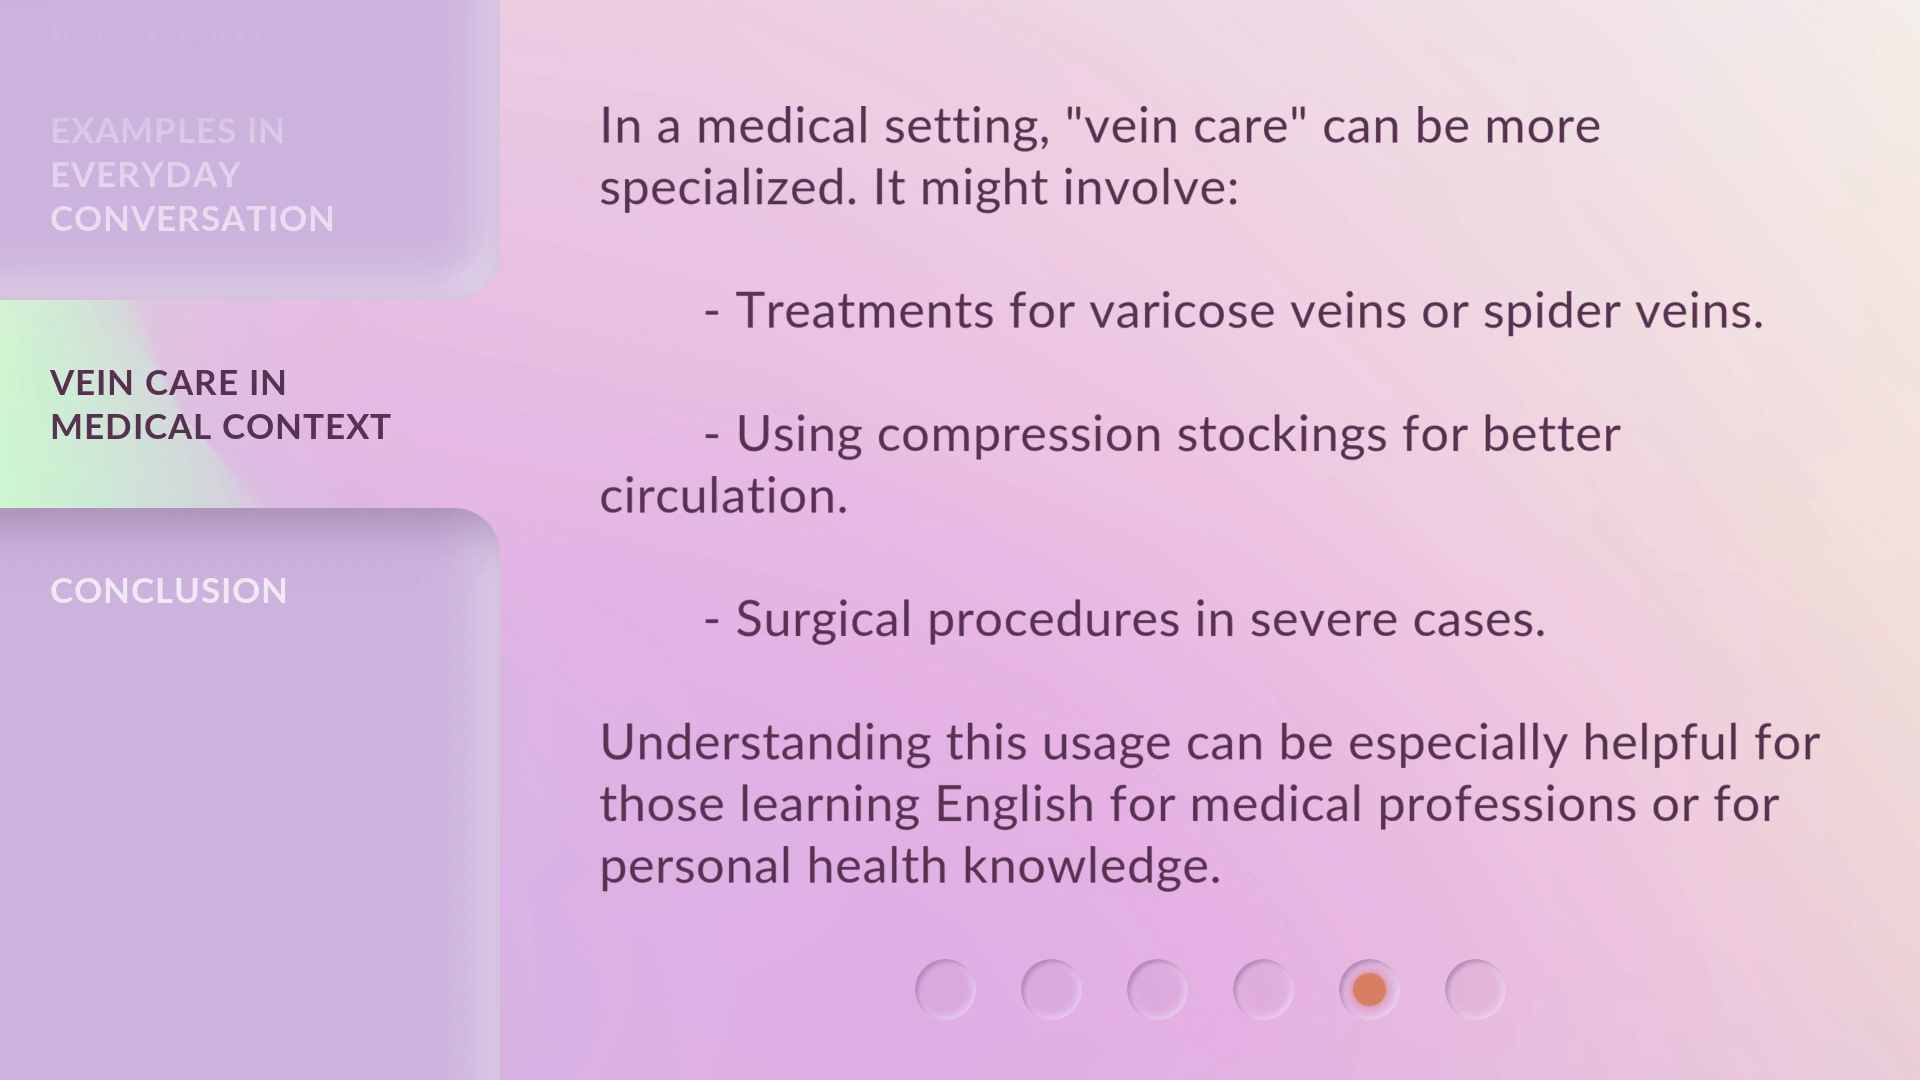 IMPORTANT?
EXAMPLES IN
EVERYDAY
CONVERSATION
VEIN CARE IN
MEDICAL CONTEXT
CONCLUSION
In a medical setting, "vein care" can be more
specialized. It might involve:
- Treatments for varicose veins or spider veins.
- Using compression stockings for better
circulation.
- Surgical procedures in severe cases.
Understanding this usage can be especially helpful for
those learning English for medical professions or for
personal health knowledge.